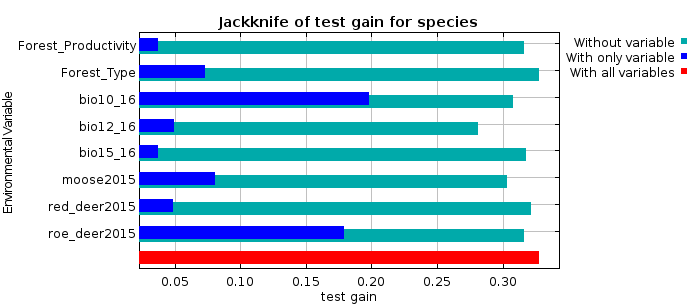 Jackknife of test gain for species
Without variable
With only variable
With all variables
Environmental Variable
Forest_Productivity
Forest_Type
bio10_16
bio12_16
bio15_16
moose2015
red_deer2015
roe_deer2015
0.05 0.10 0.15 0.20 0.25 0.30
test gain